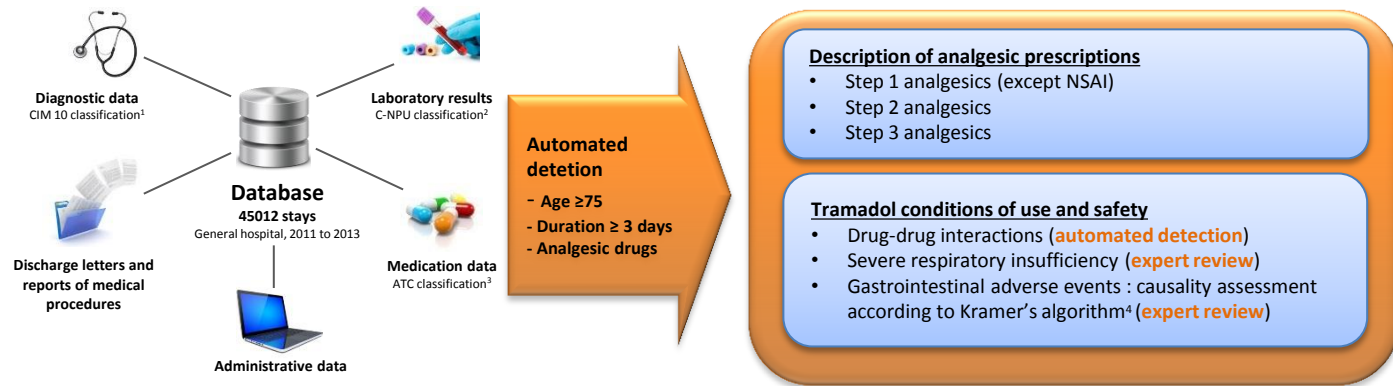 Diagnostic data
CIM 10 classification¹
Laboratory results
C-NPU classification²
Database
45012 stays
General hospital, 2011 to 2013
Discharge letters and
reports of medical
procedures
Medication data
ATC classification³
Administrative data
Automated
detetion
- Age ≥75
- Duration ≥ 3 days
- Analgesic drugs
Description of analgesic prescriptions
• Step 1 analgesics (except NSAI)
• Step 2 analgesics
• Step 3 analgesics
Tramadol conditions of use and safety
• Drug-drug interactions (automated detection)
• Severe respiratory insufficiency (expert review)
• Gastrointestinal adverse events : causality assessment
according to Kramer's algorithm⁴ (expert review)